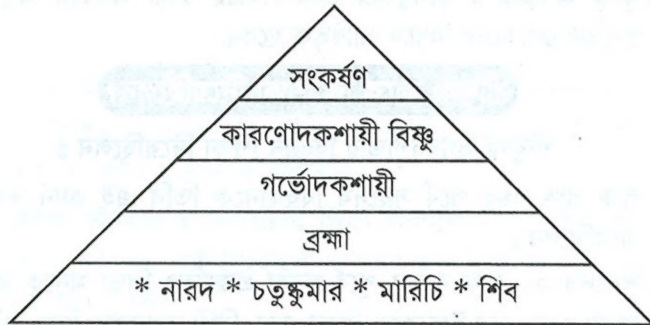 সংকর্ষণ
কারণোদকশায়ী বিষ্ণু
গর্ভোদকশায়ী
ব্রহ্মা
* নারদ * চতুষ্কুমার * মারিচি * শিব